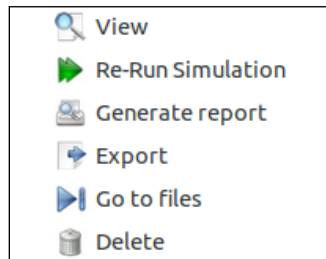 View
Re-Run Simulation
Generate report
Export
Go to files
Delete